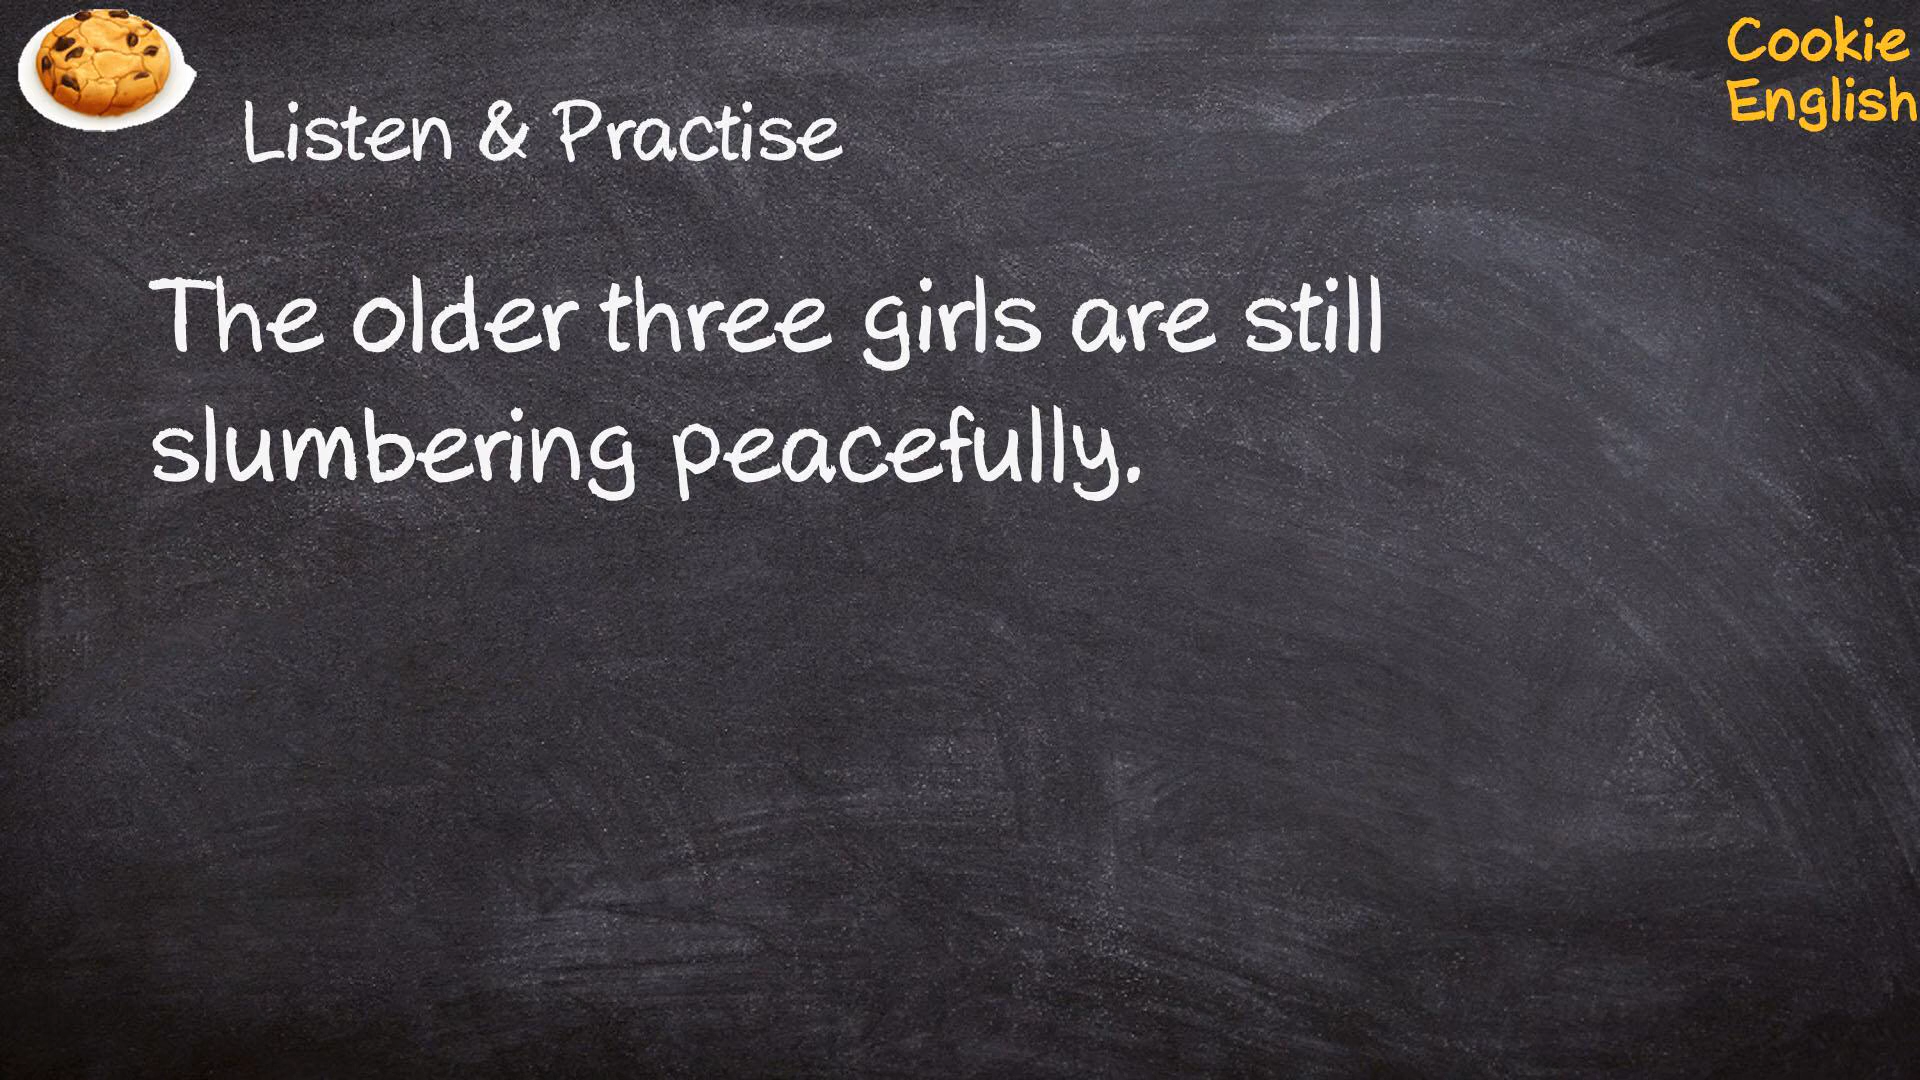 Cookie
English
Listen & Practise
The older three girls are still
slumbering peacefully.